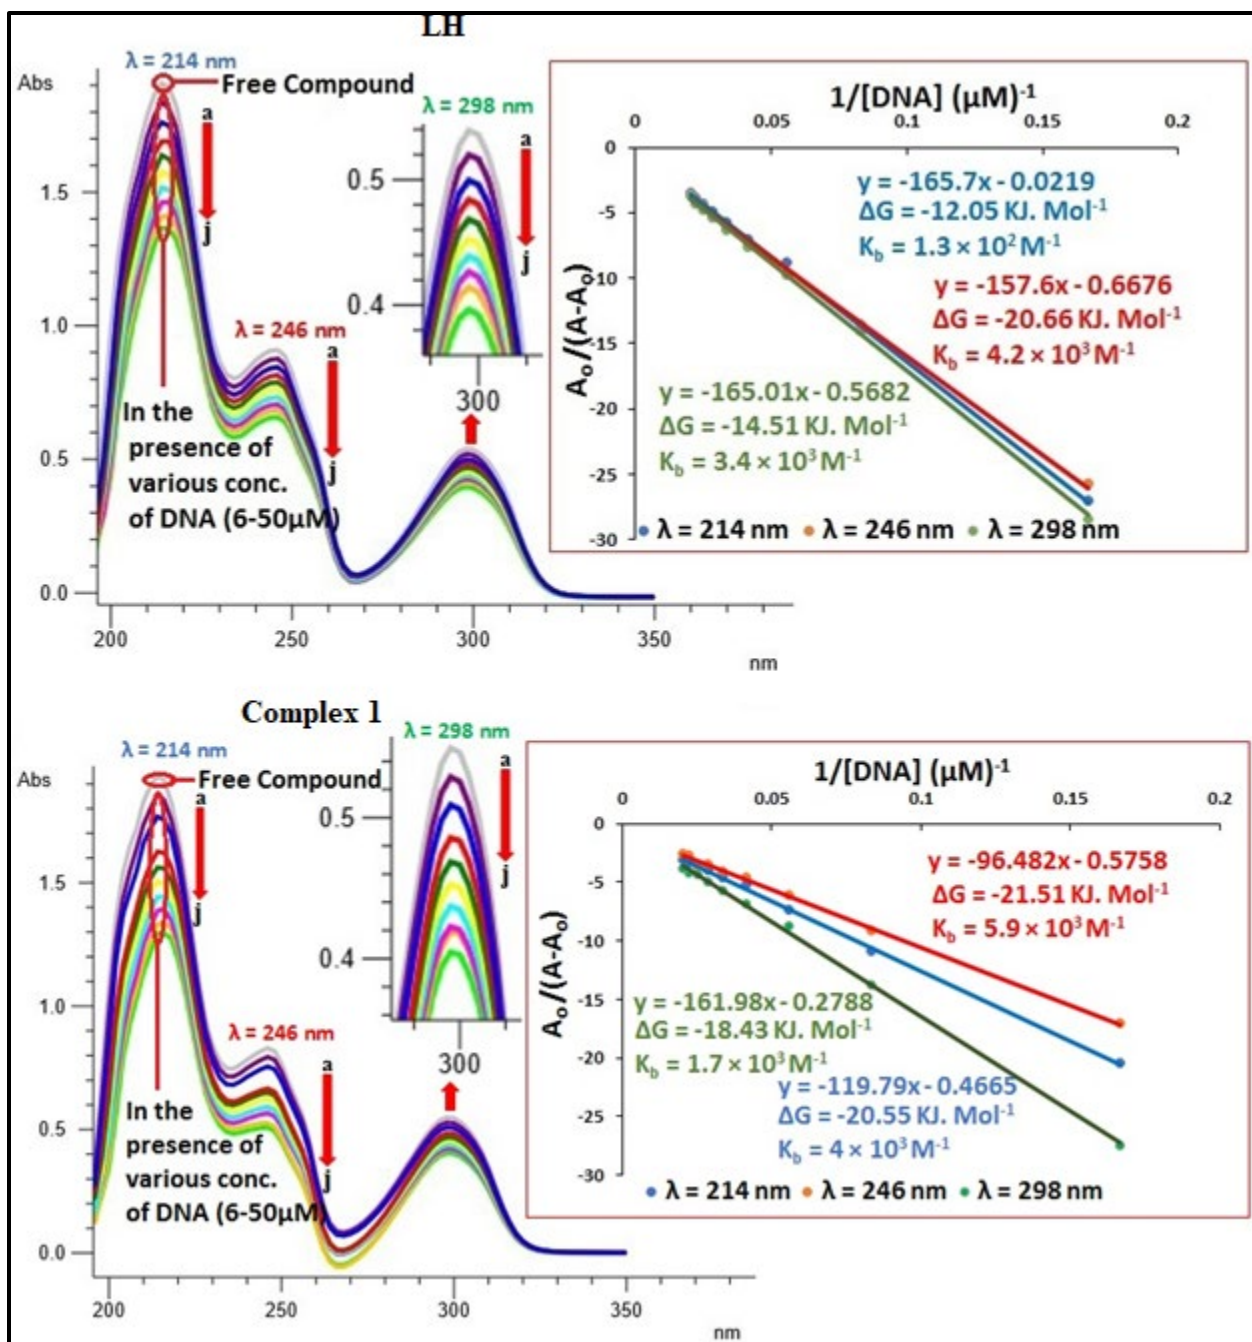 LH
λ = 214 nm
Abs
Free Compound
a
j
λ = 298 nm
a
j
0.5
0.4
300
λ = 246 nm
a
j
In the
presence of
various conc.
of DNA (6-50μM)
1.5
1.0
0.5
0.0
200
250
300
350
nm
1/[DNA] (μM)⁻¹
0
0.05
0.1
0.15
0.2
0
-5
-10
-15
-20
-25
-30
Aₒ/(A-Aₒ)
y = -165.7x - 0.0219
ΔG = -12.05 KJ. Mol⁻¹
K_b = 1.3 × 10² M⁻¹
y = -157.6x - 0.6676
ΔG = -20.66 KJ. Mol⁻¹
K_b = 4.2 × 10³ M⁻¹
y = -165.01x - 0.5682
ΔG = -14.51 KJ. Mol⁻¹
K_b = 3.4 × 10³ M⁻¹
λ = 214 nm λ = 246 nm λ = 298 nm
Complex 1
λ = 214 nm
Abs
Free Compound
a
j
λ = 298 nm
a
j
0.5
0.4
300
λ = 246 nm
a
j
In the
presence of
various conc.
of DNA (6-50μM)
1.5
1.0
0.5
0.0
200
250
300
350
nm
1/[DNA] (μM)⁻¹
0
0.05
0.1
0.15
0.2
0
-5
-10
-15
-20
-25
-30
Aₒ/(A-Aₒ)
y = -96.482x - 0.5758
ΔG = -21.51 KJ. Mol⁻¹
K_b = 5.9 × 10³ M⁻¹
y = -161.98x - 0.2788
ΔG = -18.43 KJ. Mol⁻¹
K_b = 1.7 × 10³ M⁻¹
y = -119.79x - 0.4665
ΔG = -20.55 KJ. Mol⁻¹
K_b = 4 × 10³ M⁻¹
λ = 214 nm λ = 246 nm λ = 298 nm